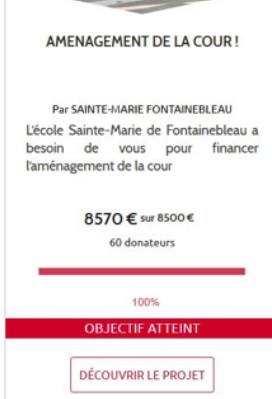 AMENAGEMENT DE LA COUR !
Par SAINTE-MARIE FONTAINEBLEAU
L'école Sainte-Marie de Fontainebleau a
besoin de vous pour financer
l'aménagement de la cour
8570 € sur 8500 €
60 donateurs
100%
OBJECTIF ATTEINT
DÉCOUVRIR LE PROJET